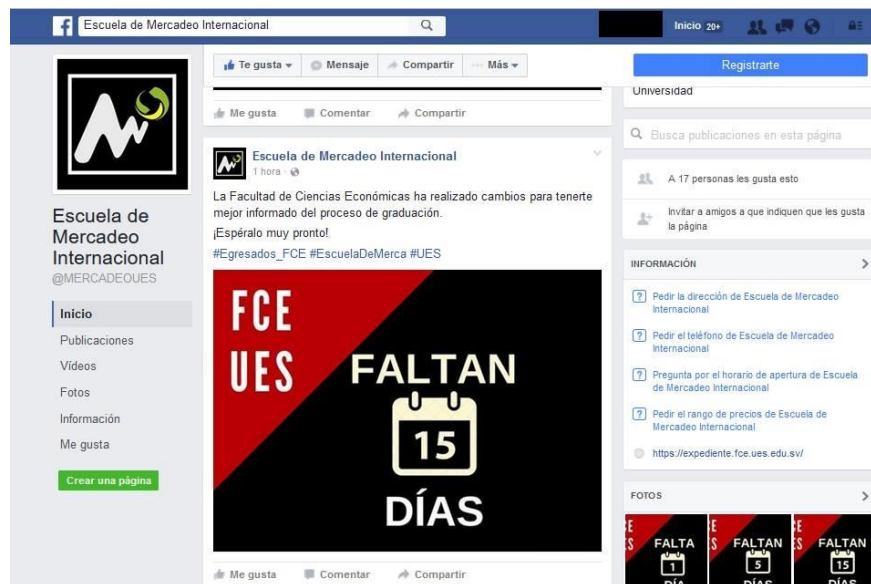 Escuela de Mercadeo Internacional
Inicio 20+
Te gusta
Mensaje
Compartir
Más
Registrarte
Universidad
Me gusta
Comentar
Compartir
Busca publicaciones en esta página
Escuela de Mercadeo Internacional
1 hora
La Facultad de Ciencias Económicas ha realizado cambios para tenerte
mejor informado del proceso de graduación.
¡Espéralo muy pronto!
#Egresados_FCE #EscuelaDeMerca #UES
FCE
UES
FALTAN
15
DÍAS
Me gusta
Comentar
Compartir
Escuela de
Mercadeo
Internacional
@MERCADEOUES
Inicio
Publicaciones
Vídeos
Fotos
Información
Me gusta
Crear una página
A 17 personas les gusta esto
Invitar a amigos a que indiquen que les gusta
la página
INFORMACIÓN
Pedir la dirección de Escuela de Mercadeo
Internacional
Pedir el teléfono de Escuela de Mercadeo
Internacional
Pregunta por el horario de apertura de Escuela
de Mercadeo Internacional
Pedir el rango de precios de Escuela de
Mercadeo Internacional
https://expediente.fce.ues.edu.sv/
FOTOS
FALTA
1
DÍA
FALTAN
5
DÍAS
FALTAN
15
DÍAS